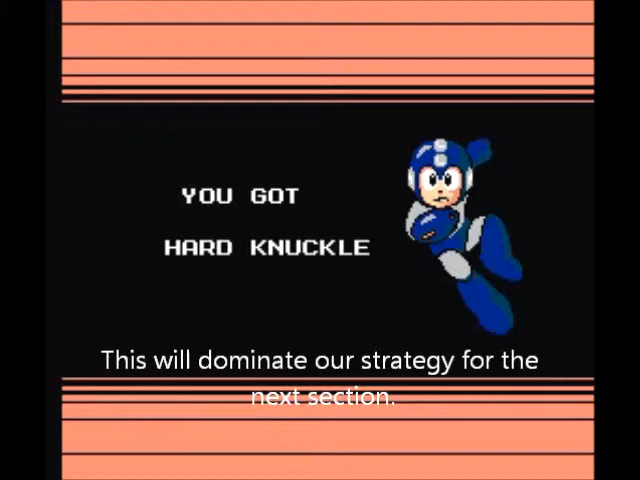 YOU GOT
HARD KNUCKLE
This will dominate our strategy for the
next section.